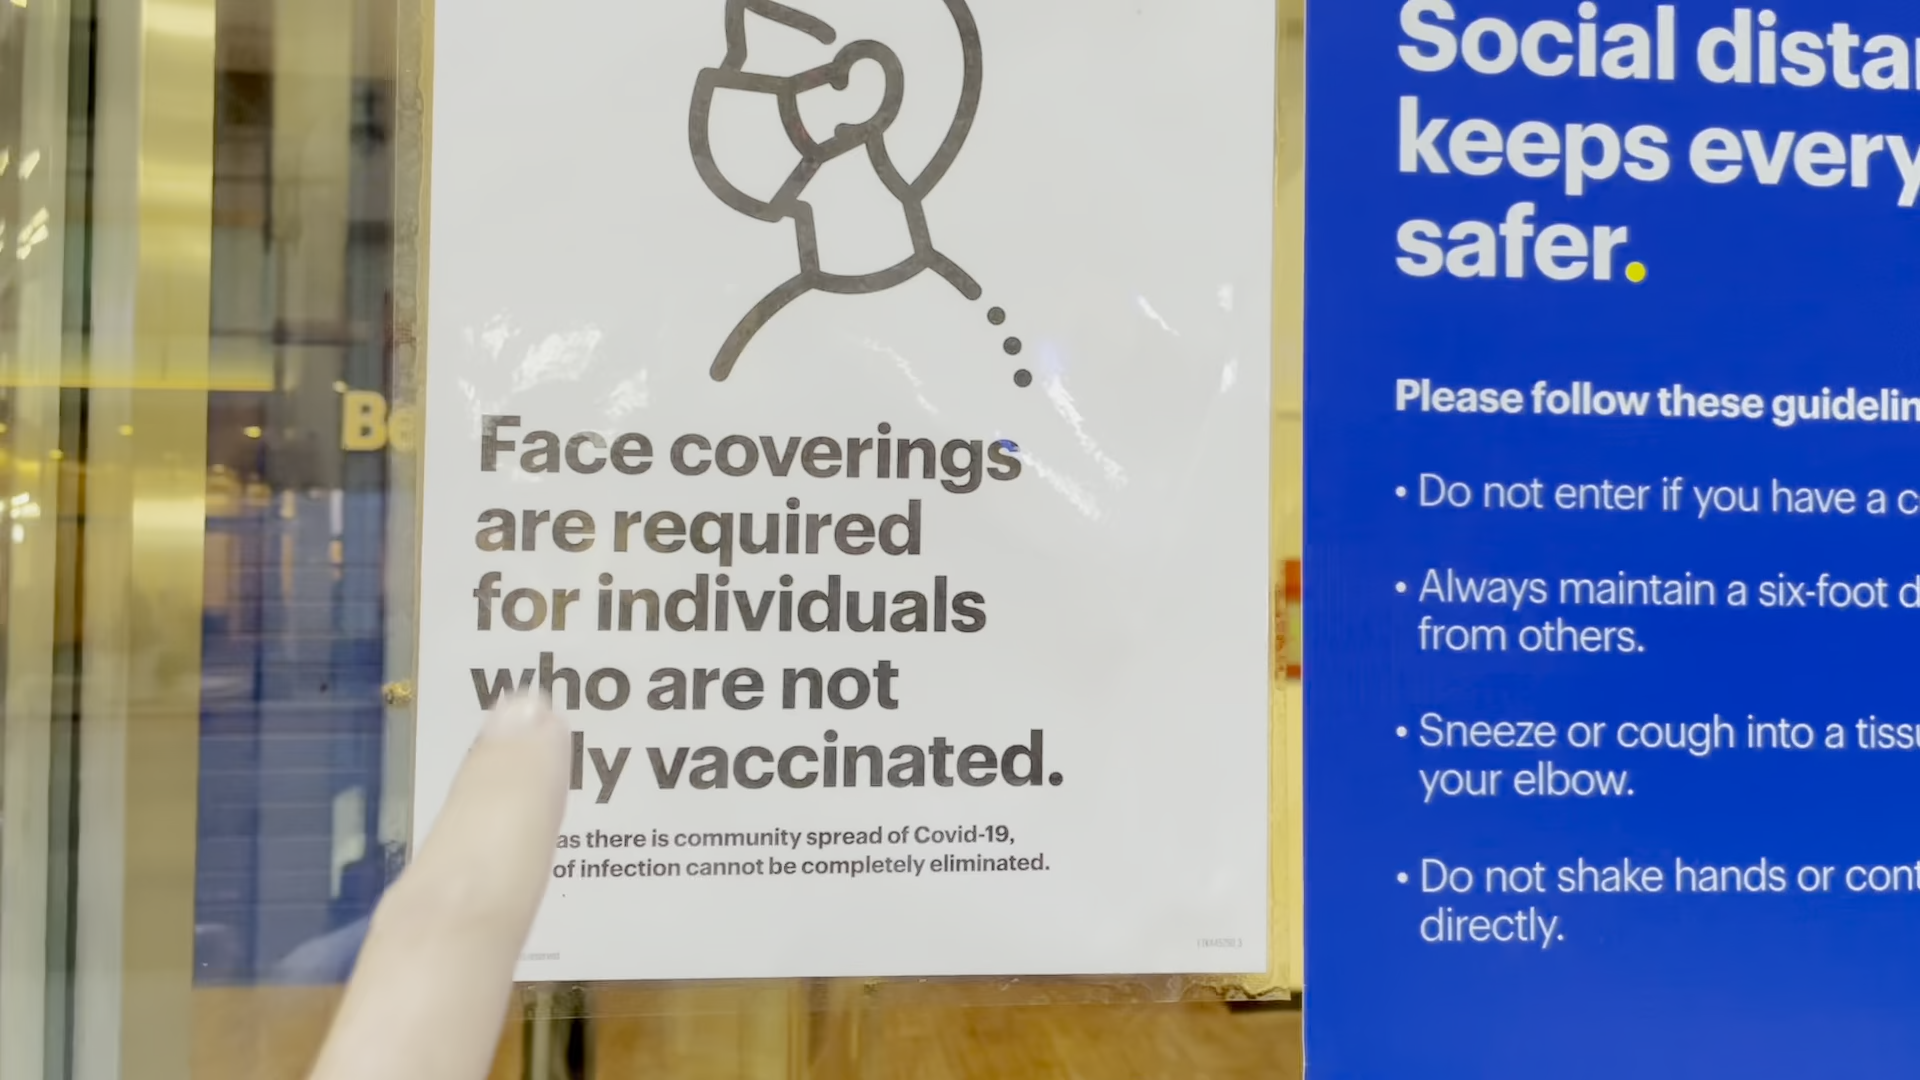 Be
Face coverings
are required
for individuals
who are not
ly vaccinated.
as there is community spread of Covid-19,
of infection cannot be completely eliminated.
Social distan
keeps every
safer.
Please follow these guidelin
• Do not enter if you have a c
• Always maintain a six-foot d
from others.
• Sneeze or cough into a tissu
your elbow.
• Do not shake hands or cont
directly.